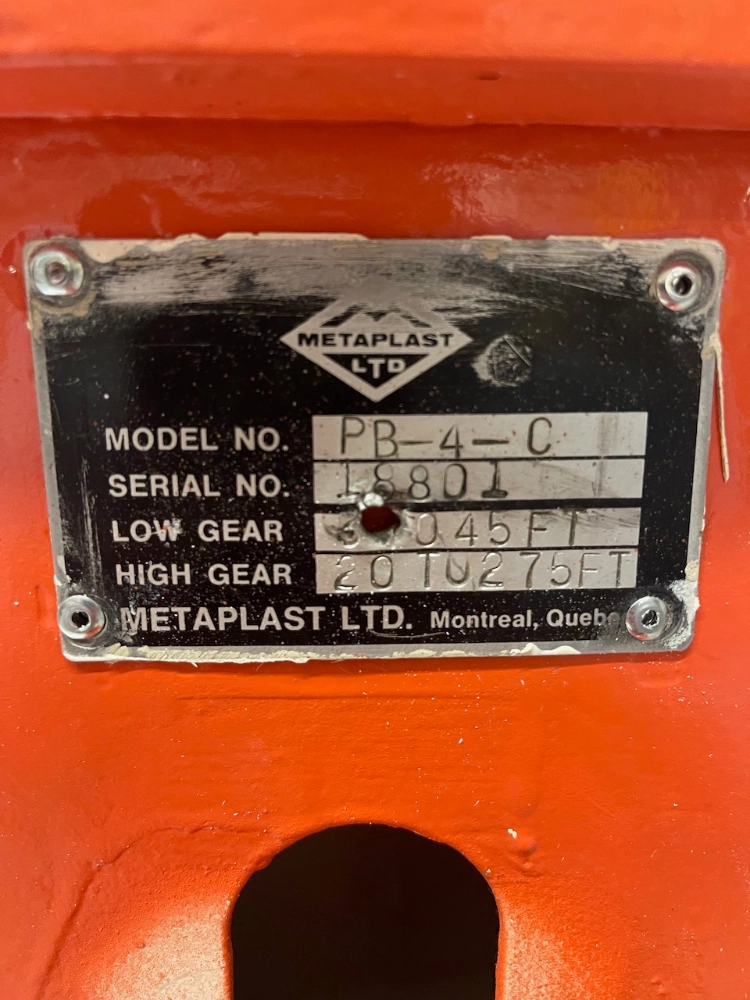 METAPLAST
LTD
MODEL NO. PB-4-C
SERIAL NO. 18801
LOW GEAR 045FT
HIGH GEAR 20 TO 275FT
METAPLAST LTD. Montreal,